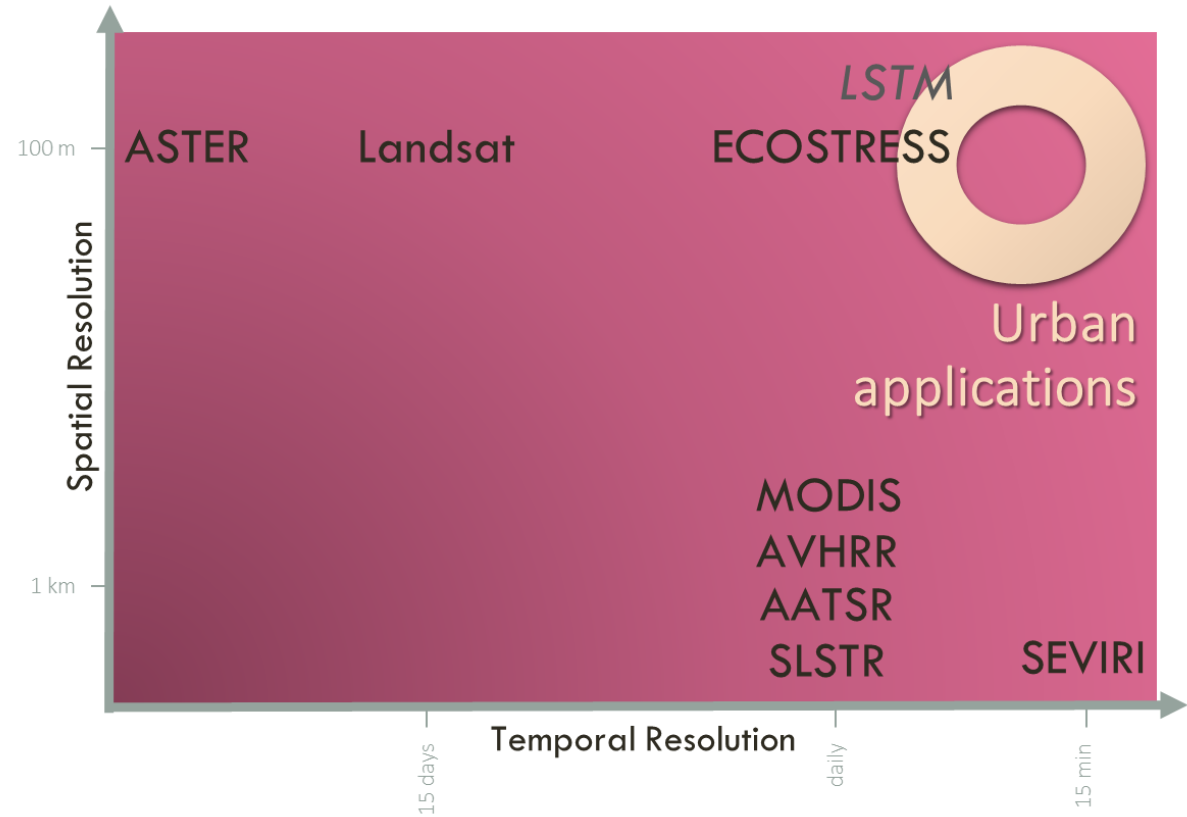 LSTM
100 m
ASTER
Landsat
ECOSTRESS
Spatial Resolution
Urban
applications
MODIS
AVHRR
1 km
AATSR
SLSTR
SEVIRI
Temporal Resolution
15 days
daily
15 min